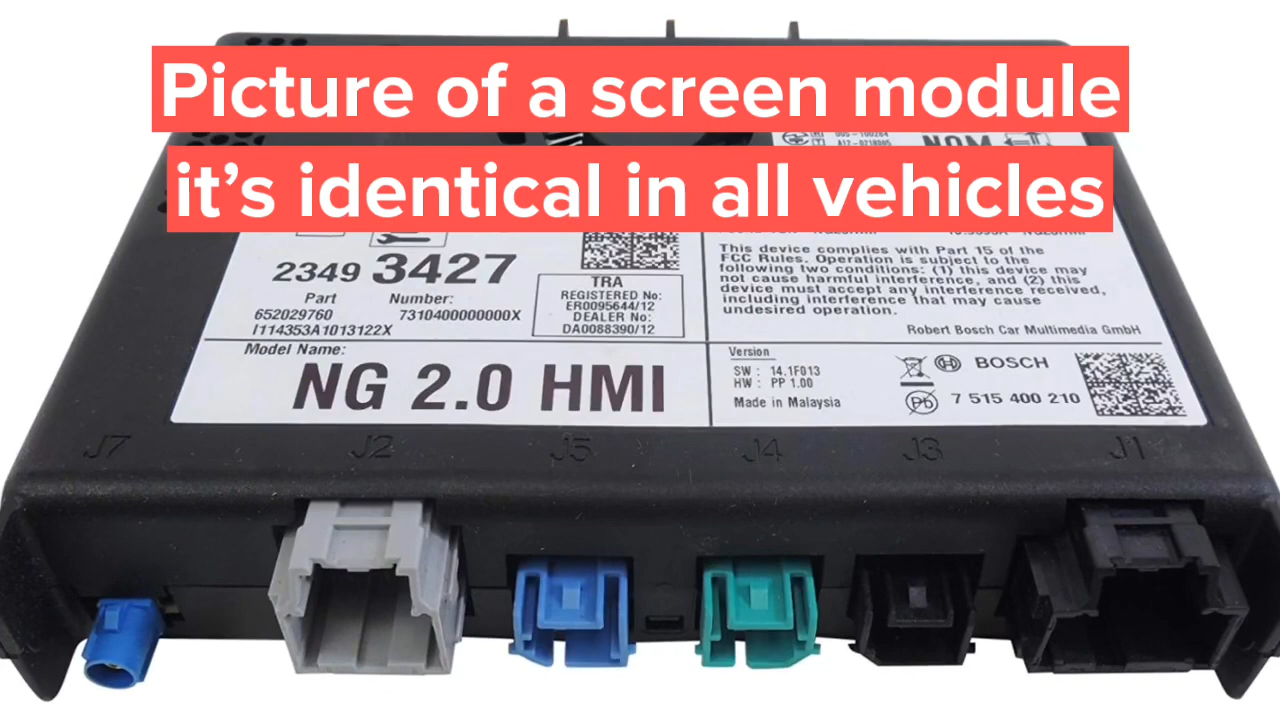 Picture of a screen module
it’s identical in all vehicles
NOM
2349 3427
Part Number:
652029760 7310400000000X
I114353A1013122X
TRA
REGISTERED No:
ER0095644/12
DEALER No:
DA0088390/12
This device complies with Part 15 of the
FCC Rules. Operation is subject to the
following two conditions: (1) this device may
not cause harmful interference, and (2) this
device must accept any interference received,
including interference that may cause
undesired operation.
Robert Bosch Car Multimedia GmbH
Model Name:
NG 2.0 HMI
Version
SW : 14.1F013
HW : PP 1.00
Made in Malaysia
BOSCH
Pb 7 515 400 210
J7 J2 J5 J4 J3 J1